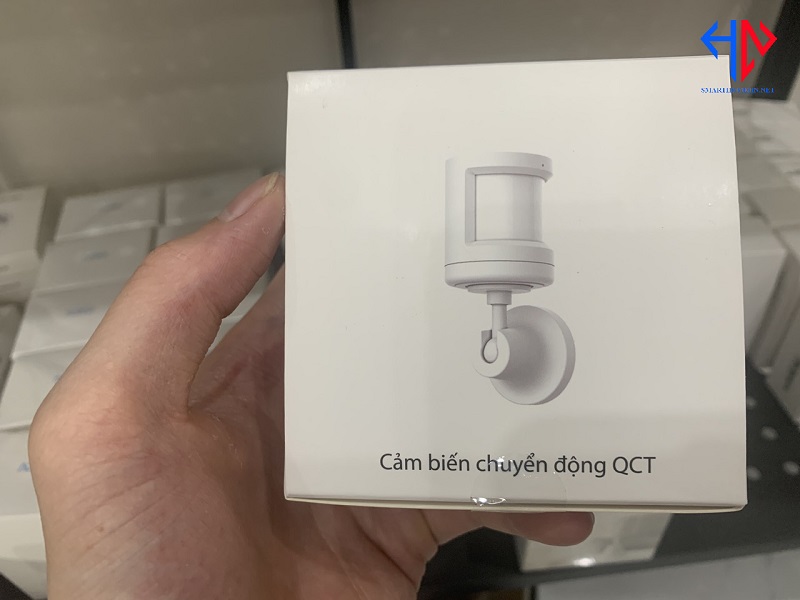 Cảm biến chuyển động QCT